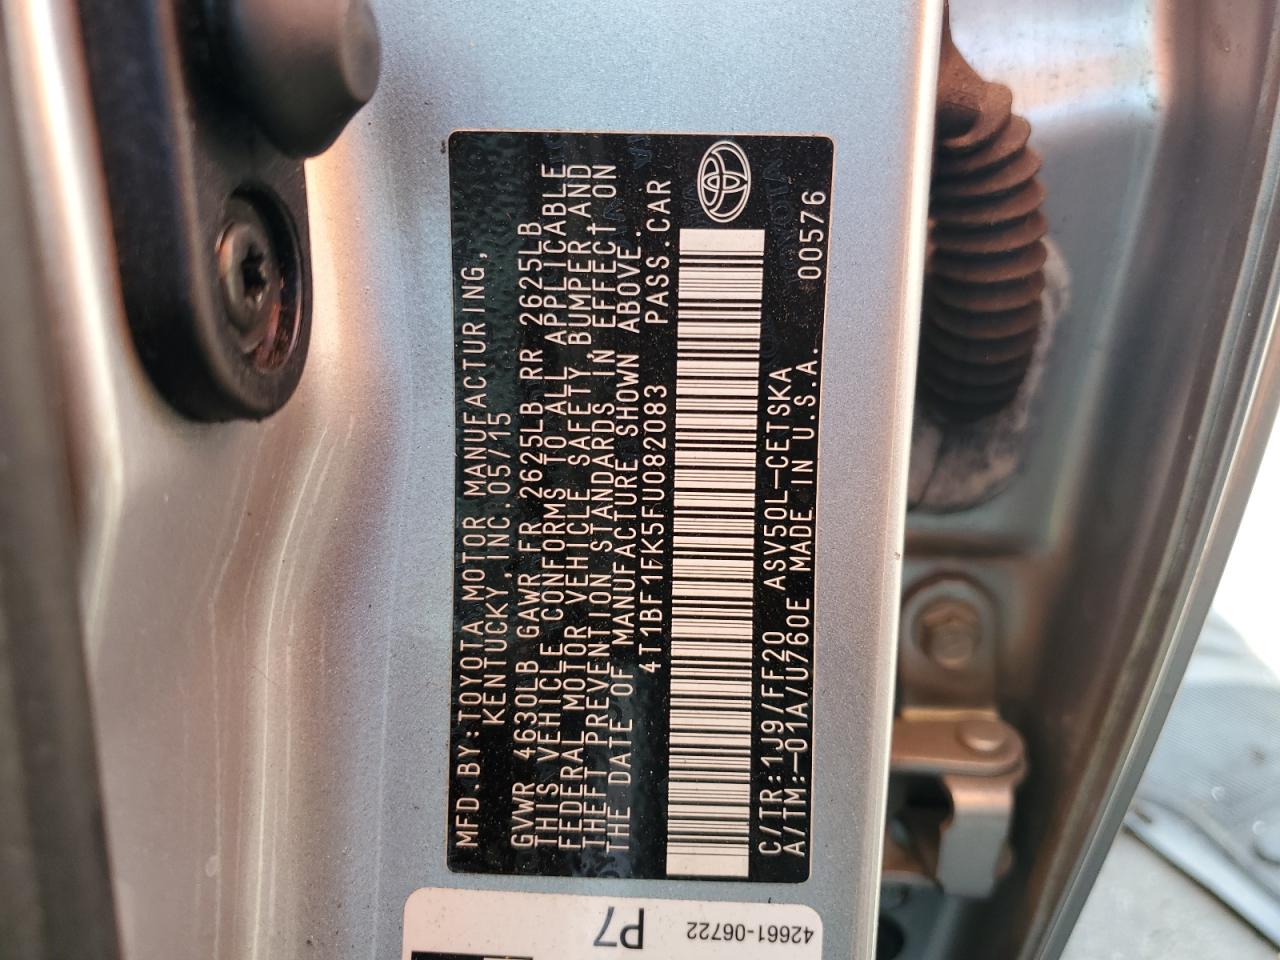 MFD.BY:TOYOTA MOTOR MANUFACTURING,
KENTUCKY,INC.05/15
GVWR 4630LB GAWR FR 2625LB RR 2625LB
THIS VEHICLE CONFORMS TO ALL APPLICABLE
FEDERAL MOTOR VEHICLE SAFETY,BUMPER AND
THEFT PREVENTION STANDARDS IN EFFECT ON
THE DATE OF MANUFACTURE SHOWN ABOVE.
4T1BF1FK5FU082083 PASS.CAR
C/TR:1J9/FF20 ASV50L-CETSKA
A/TM:-01A/U760E MADE IN U.S.A. 00576
P7
42661-06722